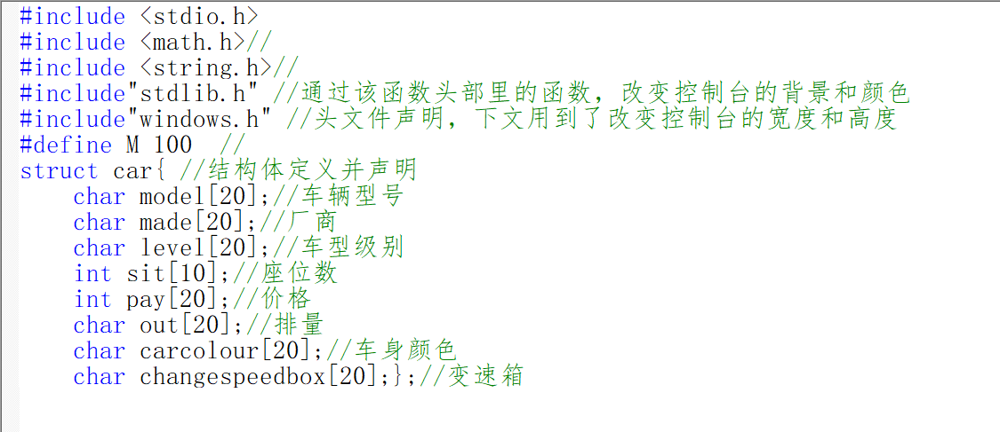 #include <stdio.h>
#include <math.h>//
#include <string.h>//
#include"stdlib.h" //通过该函数头部里的函数，改变控制台的背景和颜色
#include"windows.h" //头文件声明，下文用到了改变控制台的宽度和高度
#define M 100  //
struct car{ //结构体定义并声明
    char model[20];//车辆型号
    char made[20];//厂商
    char level[20];//车型级别
    int sit[10];//座位数
    int pay[20];//价格
    char out[20];//排量
    char carcolour[20];//车身颜色
    char changespeedbox[20];};//变速箱